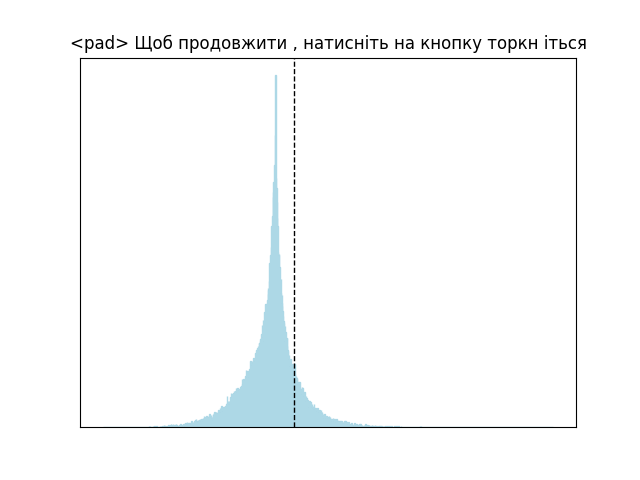 <pad> Щоб продовжити , натисніть на кнопку торкн іться